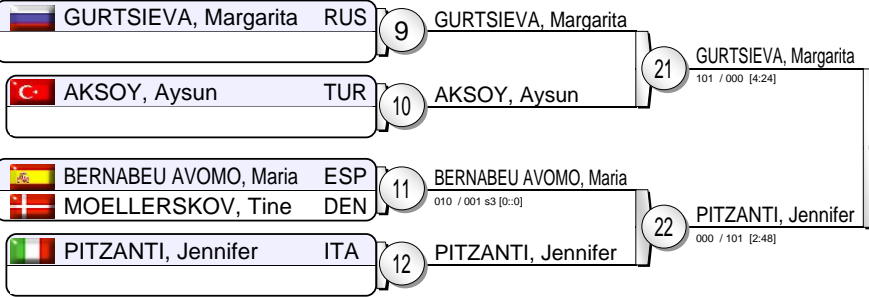 GURTSIEVA, Margarita RUS
9
GURTSIEVA, Margarita
21
GURTSIEVA, Margarita
101 / 000 [4:24]
AKSOY, Aysun TUR
10
AKSOY, Aysun
BERNABEU AVOMO, Maria ESP
MOELLERSKOV, Tine DEN
11
BERNABEU AVOMO, Maria
010 / 001 s3 [0::0]
22
PITZANTI, Jennifer
000 / 101 [2:48]
PITZANTI, Jennifer ITA
12
PITZANTI, Jennifer